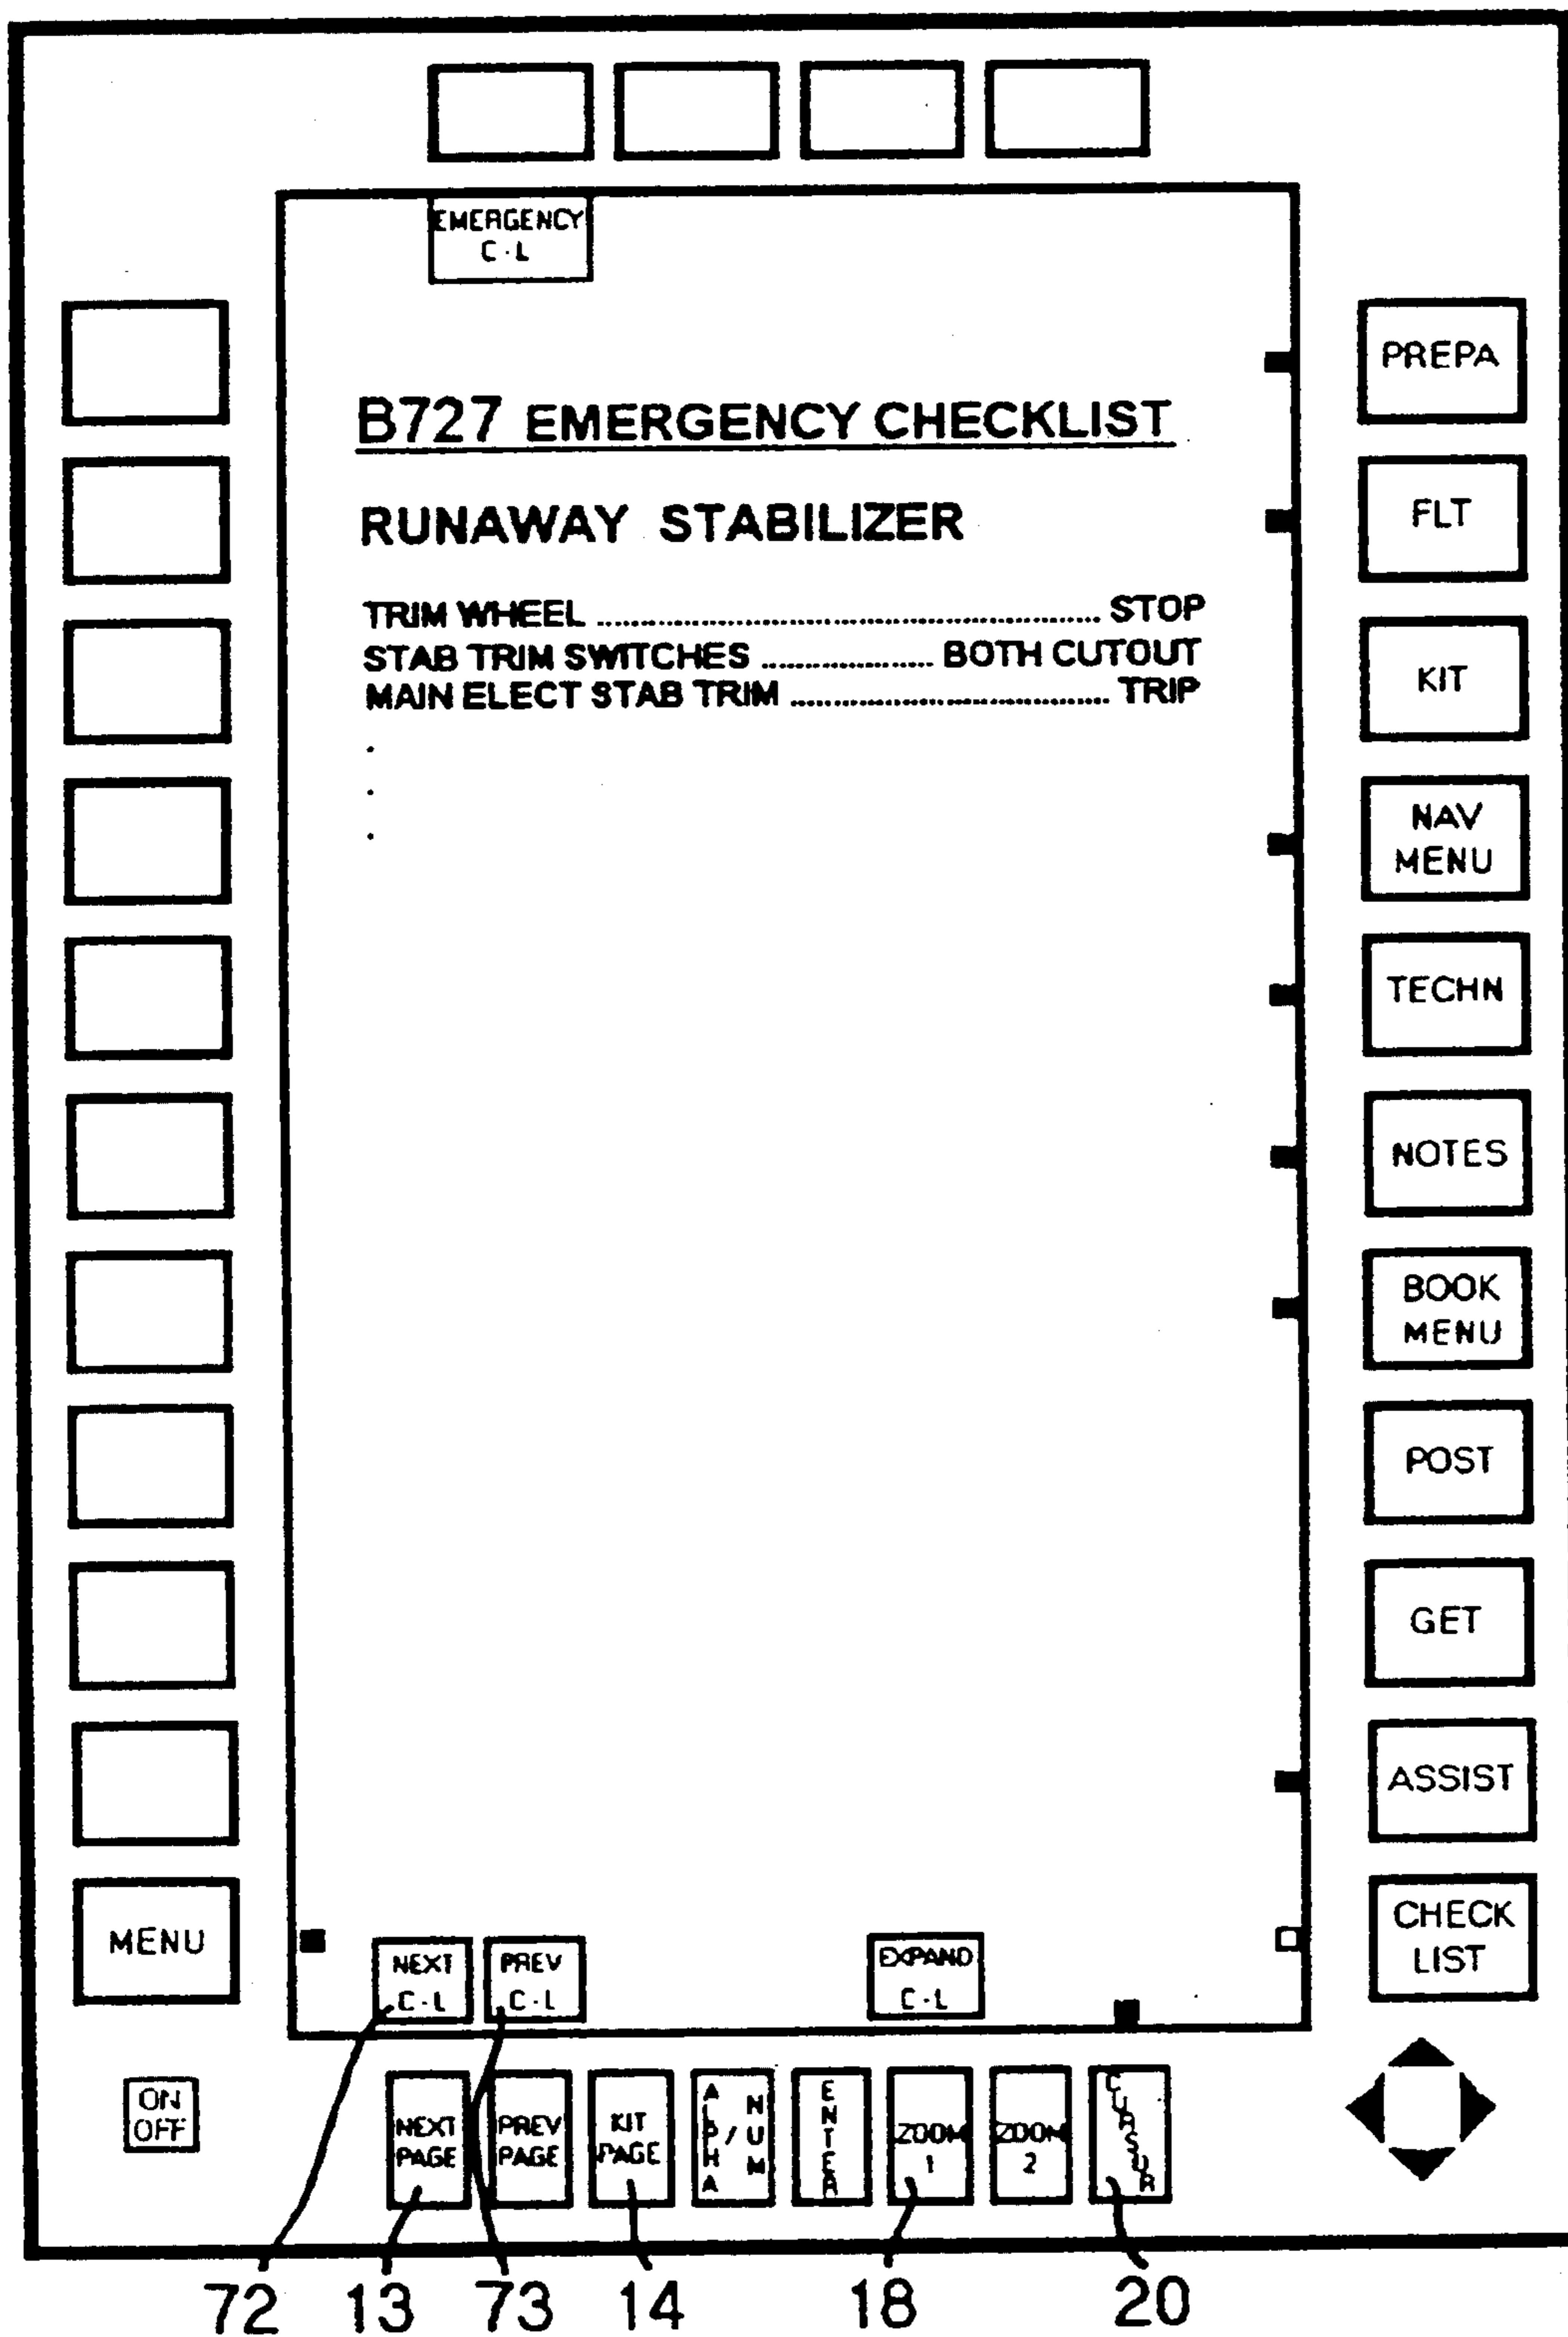 EMERGENCY
C-L
B727 EMERGENCY CHECKLIST
RUNAWAY STABILIZER
TRIM WHEEL ........................................................ STOP
STAB TRIM SWITCHES ................... BOTH CUTOUT
MAIN ELECT STAB TRIM .................................... TRIP
.
.
.
PREPA
FLT
KIT
NAV
MENU
TECHN
NOTES
BOOK
MENU
POST
GET
ASSIST
CHECK
LIST
MENU
NEXT
C-L
PREV
C-L
EXPAND
C-L
ON
OFF
NEXT
PAGE
PREV
PAGE
KIT
PAGE
ALPHA/NUM
ENTER
ZOOM
1
ZOOM
2
CURSUR
72 13 73 14 18 20